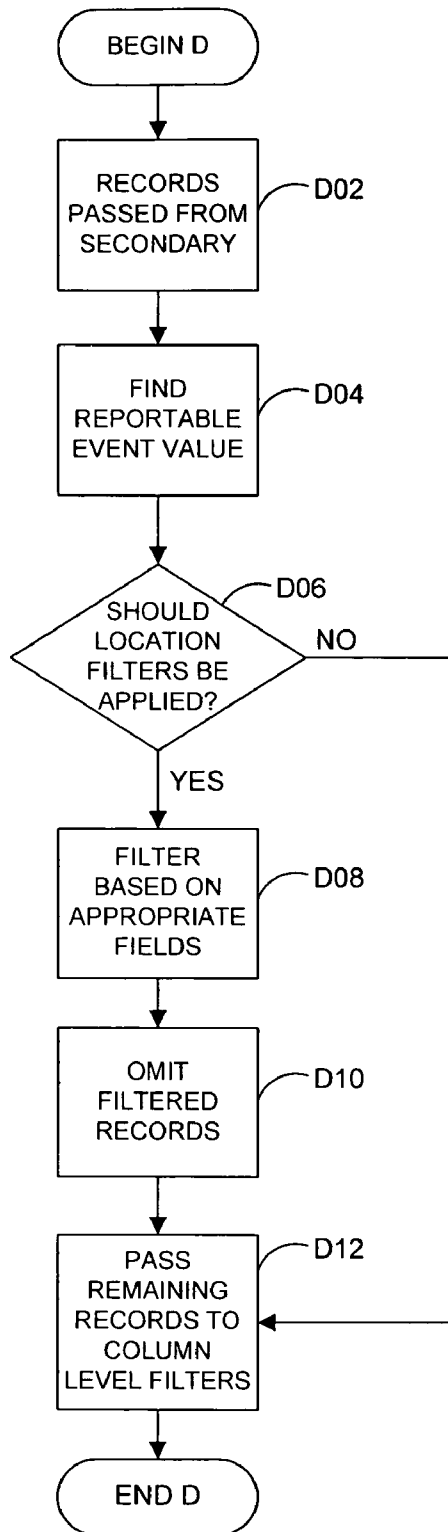 BEGIN D
RECORDS
PASSED FROM
SECONDARY
D02
FIND
REPORTABLE
EVENT VALUE
D04
D06
SHOULD
LOCATION
FILTERS BE
APPLIED?
NO
YES
FILTER
BASED ON
APPROPRIATE
FIELDS
D08
OMIT
FILTERED
RECORDS
D10
PASS
REMAINING
RECORDS TO
COLUMN
LEVEL FILTERS
D12
END D